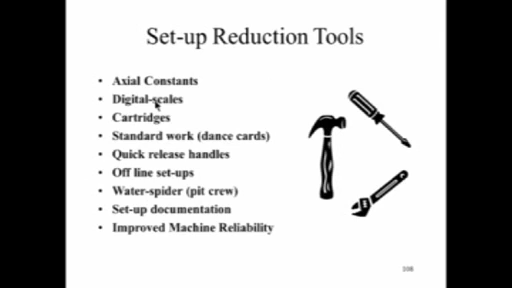 Set-up Reduction Tools
• Axial Constants
• Digital-scales
• Cartridges
• Standard work (dance cards)
• Quick release handles
• Off line set-ups
• Water-spider (pit crew)
• Set-up documentation
• Improved Machine Reliability